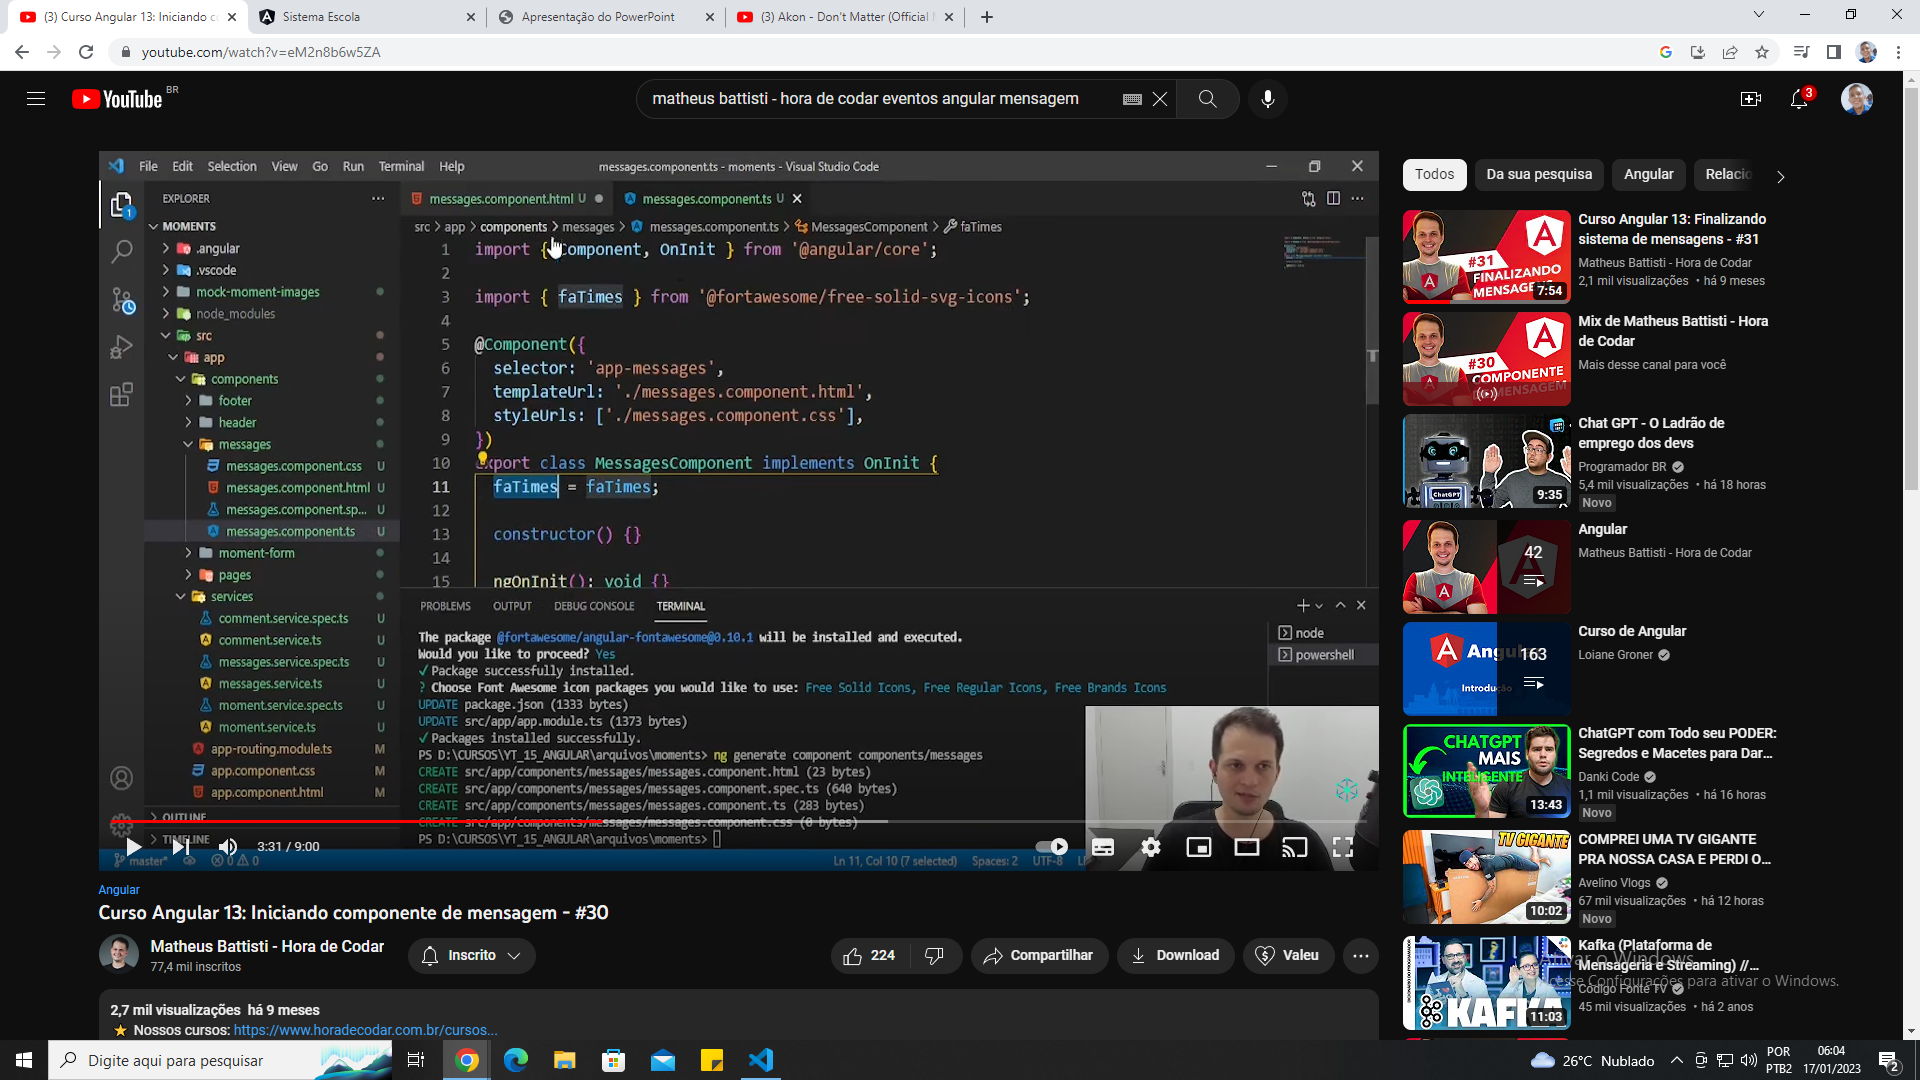 (3) Curso Angular 13: Iniciando c
Sistema Escola
Apresentação do PowerPoint
(3) Akon - Don't Matter (Official
youtube.com/watch?v=eM2n8b6w5ZA
YouTube BR
matheus battisti - hora de codar eventos angular mensagem
3
File Edit Selection View Go Run Terminal Help
messages.component.ts - moments - Visual Studio Code
EXPLORER
messages.component.html U
messages.component.ts U
src > app > components > messages > messages.component.ts > MessagesComponent > faTimes
MOMENTS
.angular
.vscode
mock-moment-images
node_modules
src
app
components
footer
header
messages
messages.component.css U
messages.component.html U
messages.component.sp... U
messages.component.ts U
moment-form
pages
services
comment.service.spec.ts U
comment.service.ts U
messages.service.spec.ts U
messages.service.ts U
moment.service.spec.ts U
moment.service.ts U
app-routing.module.ts M
app.component.css M
app.component.html M
OUTLINE
TIMELINE
1 import { Component, OnInit } from '@angular/core';
2
3 import { faTimes } from '@fortawesome/free-solid-svg-icons';
4
5 @Component({
6 selector: 'app-messages',
7 templateUrl: './messages.component.html',
8 styleUrls: ['./messages.component.css'],
9 })
10 export class MessagesComponent implements OnInit {
11 faTimes = faTimes;
12
13 constructor() {}
14
15 ngOnInit(): void {}
PROBLEMS OUTPUT DEBUG CONSOLE TERMINAL
node
powershell
The package @fortawesome/angular-fontawesome@0.10.1 will be installed and executed.
Would you like to proceed? Yes
✓ Package successfully installed.
? Choose Font Awesome icon packages you would like to use: Free Solid Icons, Free Regular Icons, Free Brands Icons
UPDATE package.json (1333 bytes)
UPDATE src/app/app.module.ts (1373 bytes)
✓ Packages installed successfully.
PS D:\CURSOS\YT_15_ANGULAR\arquivos\moments> ng generate component components/messages
CREATE src/app/components/messages/messages.component.html (23 bytes)
CREATE src/app/components/messages/messages.component.spec.ts (640 bytes)
CREATE src/app/components/messages/messages.component.ts (283 bytes)
CREATE src/app/components/messages/messages.component.css (0 bytes)
PS D:\CURSOS\YT_15_ANGULAR\arquivos\moments>
3:31 / 9:00
master* 0 0
Ln 11, Col 10 (7 selected) Spaces: 2 UTF-8
Angular
Curso Angular 13: Iniciando componente de mensagem - #30
Matheus Battisti - Hora de Codar
77,4 mil inscritos
Inscrito
224
Compartilhar
Download
Valeu
2,7 mil visualizações há 9 meses
Nossos cursos: https://www.horadecodar.com.br/cursos...
Todos
Da sua pesquisa
Angular
Relacio
#31
FINALIZANDO
MENSAGENS
7:54
Curso Angular 13: Finalizando
sistema de mensagens - #31
Matheus Battisti - Hora de Codar
2,1 mil visualizações • há 9 meses
#30
COMPONENTE
DE MENSAGEM
Mix de Matheus Battisti - Hora
de Codar
Mais desse canal para você
ChatGPT
9:35
Chat GPT - O Ladrão de
emprego dos devs
Programador BR
5,4 mil visualizações • há 18 horas
Novo
42
Angular
Matheus Battisti - Hora de Codar
163
Curso de Angular
Loiane Groner
CHATGPT
MAIS
INTELIGENTE
13:43
ChatGPT com Todo seu PODER:
Segredos e Macetes para Dar...
Danki Code
1,1 mil visualizações • há 16 horas
Novo
TV GIGANTE
10:02
COMPREI UMA TV GIGANTE
PRA NOSSA CASA E PERDI O...
Avelino Vlogs
67 mil visualizações • há 12 horas
Novo
KAFKA
11:03
Kafka (Plataforma de
Mensageria e Streaming) //...
Código Fonte TV
45 mil visualizações • há 2 anos
Ativar o Windows
Acesse Configurações para ativar o Windows.
Digite aqui para pesquisar
26°C Nublado
POR
PTB2
06:04
17/01/2023
2